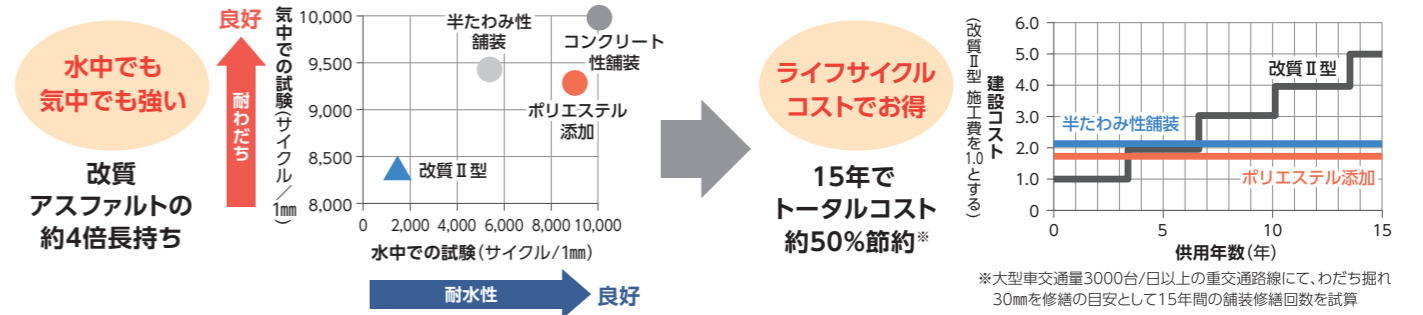 水中でも
気中でも強い
改質
アスファルトの
約4倍長持ち
良好
耐わだち
気中での試験(サイクル/1㎜)
10,000
9,500
9,000
8,500
8,000
半たわみ性
舗装
コンクリート
性舗装
ポリエステル
添加
改質Ⅱ型
0
2,000
4,000
6,000
8,000
10,000
水中での試験(サイクル/1㎜)
耐水性
良好
ライフサイクル
コストでお得
15年で
トータルコスト
約50%節約※
建設コスト
(改質Ⅱ型 施工費を1.0とする)
6.0
5.0
4.0
3.0
2.0
1.0
0
改質Ⅱ型
半たわみ性舗装
ポリエステル添加
0
5
10
15
供用年数(年)
※大型車交通量3000台/日以上の重交通路線にて、わだち掘れ
30㎜を修繕の目安として15年間の舗装修繕回数を試算